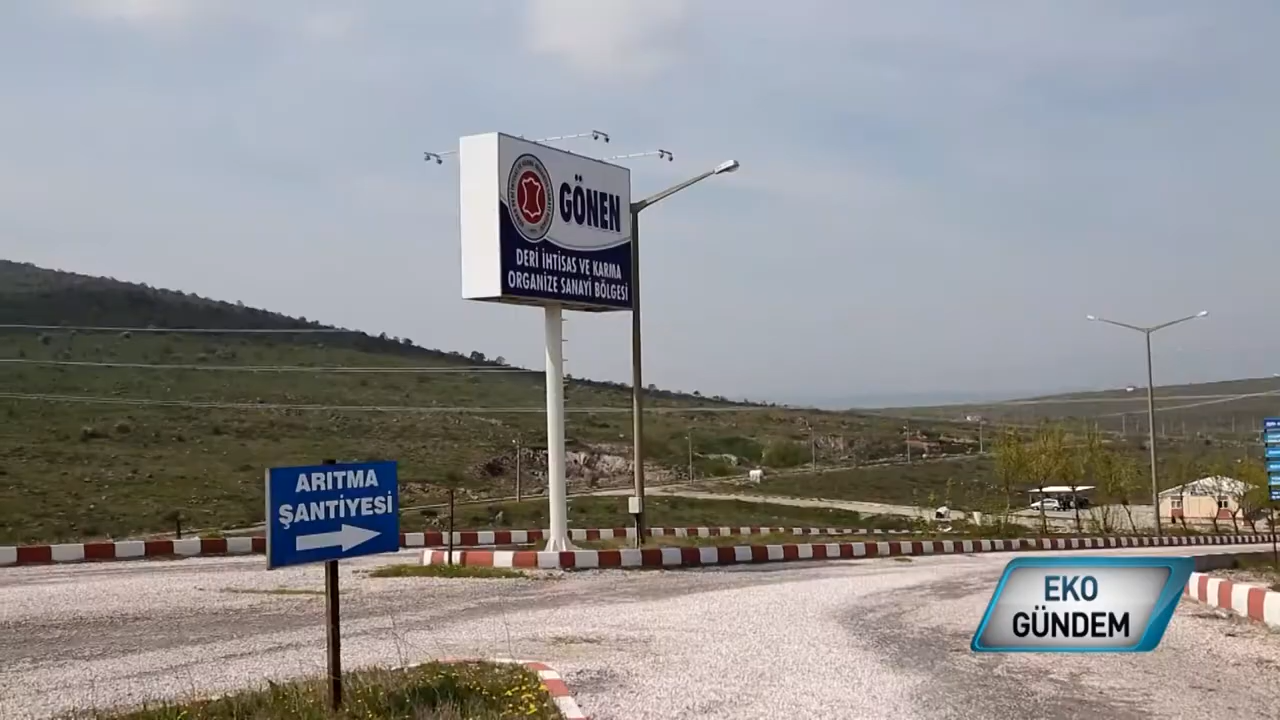 GÖNEN
DERİ İHTİSAS VE KARMA
ORGANİZE SANAYİ BÖLGESİ
ARITMA
ŞANTİYESİ
EKO
GÜNDEM